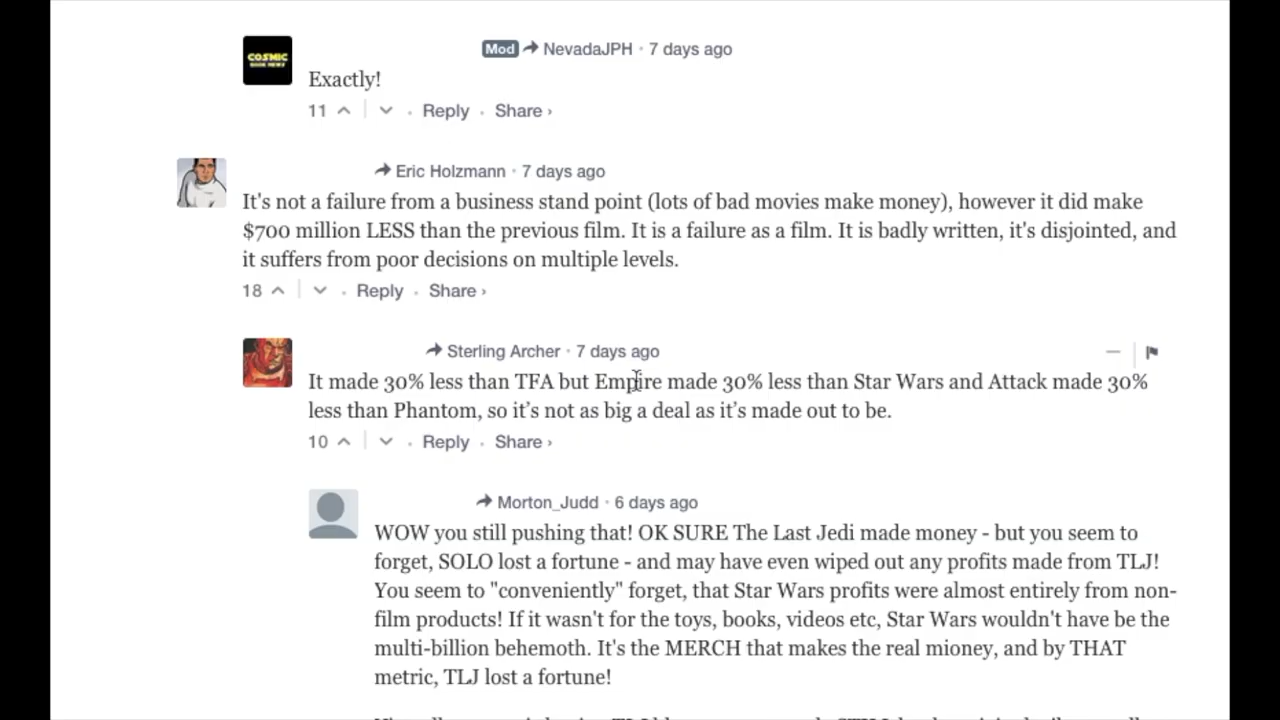 COSMIC
BOOK NEWS
Mod NevadaJPH · 7 days ago
Exactly!
11 Reply · Share ›
Eric Holzmann · 7 days ago
It's not a failure from a business stand point (lots of bad movies make money), however it did make
$700 million LESS than the previous film. It is a failure as a film. It is badly written, it's disjointed, and
it suffers from poor decisions on multiple levels.
18 · Reply · Share ›
Sterling Archer · 7 days ago
It made 30% less than TFA but Empire made 30% less than Star Wars and Attack made 30%
less than Phantom, so it’s not as big a deal as it’s made out to be.
10 · Reply · Share ›
Morton_Judd · 6 days ago
WOW you still pushing that! OK SURE The Last Jedi made money - but you seem to
forget, SOLO lost a fortune - and may have even wiped out any profits made from TLJ!
You seem to "conveniently" forget, that Star Wars profits were almost entirely from non-
film products! If it wasn't for the toys, books, videos etc, Star Wars wouldn't have be the
multi-billion behemoth. It's the MERCH that makes the real mioney, and by THAT
metric, TLJ lost a fortune!